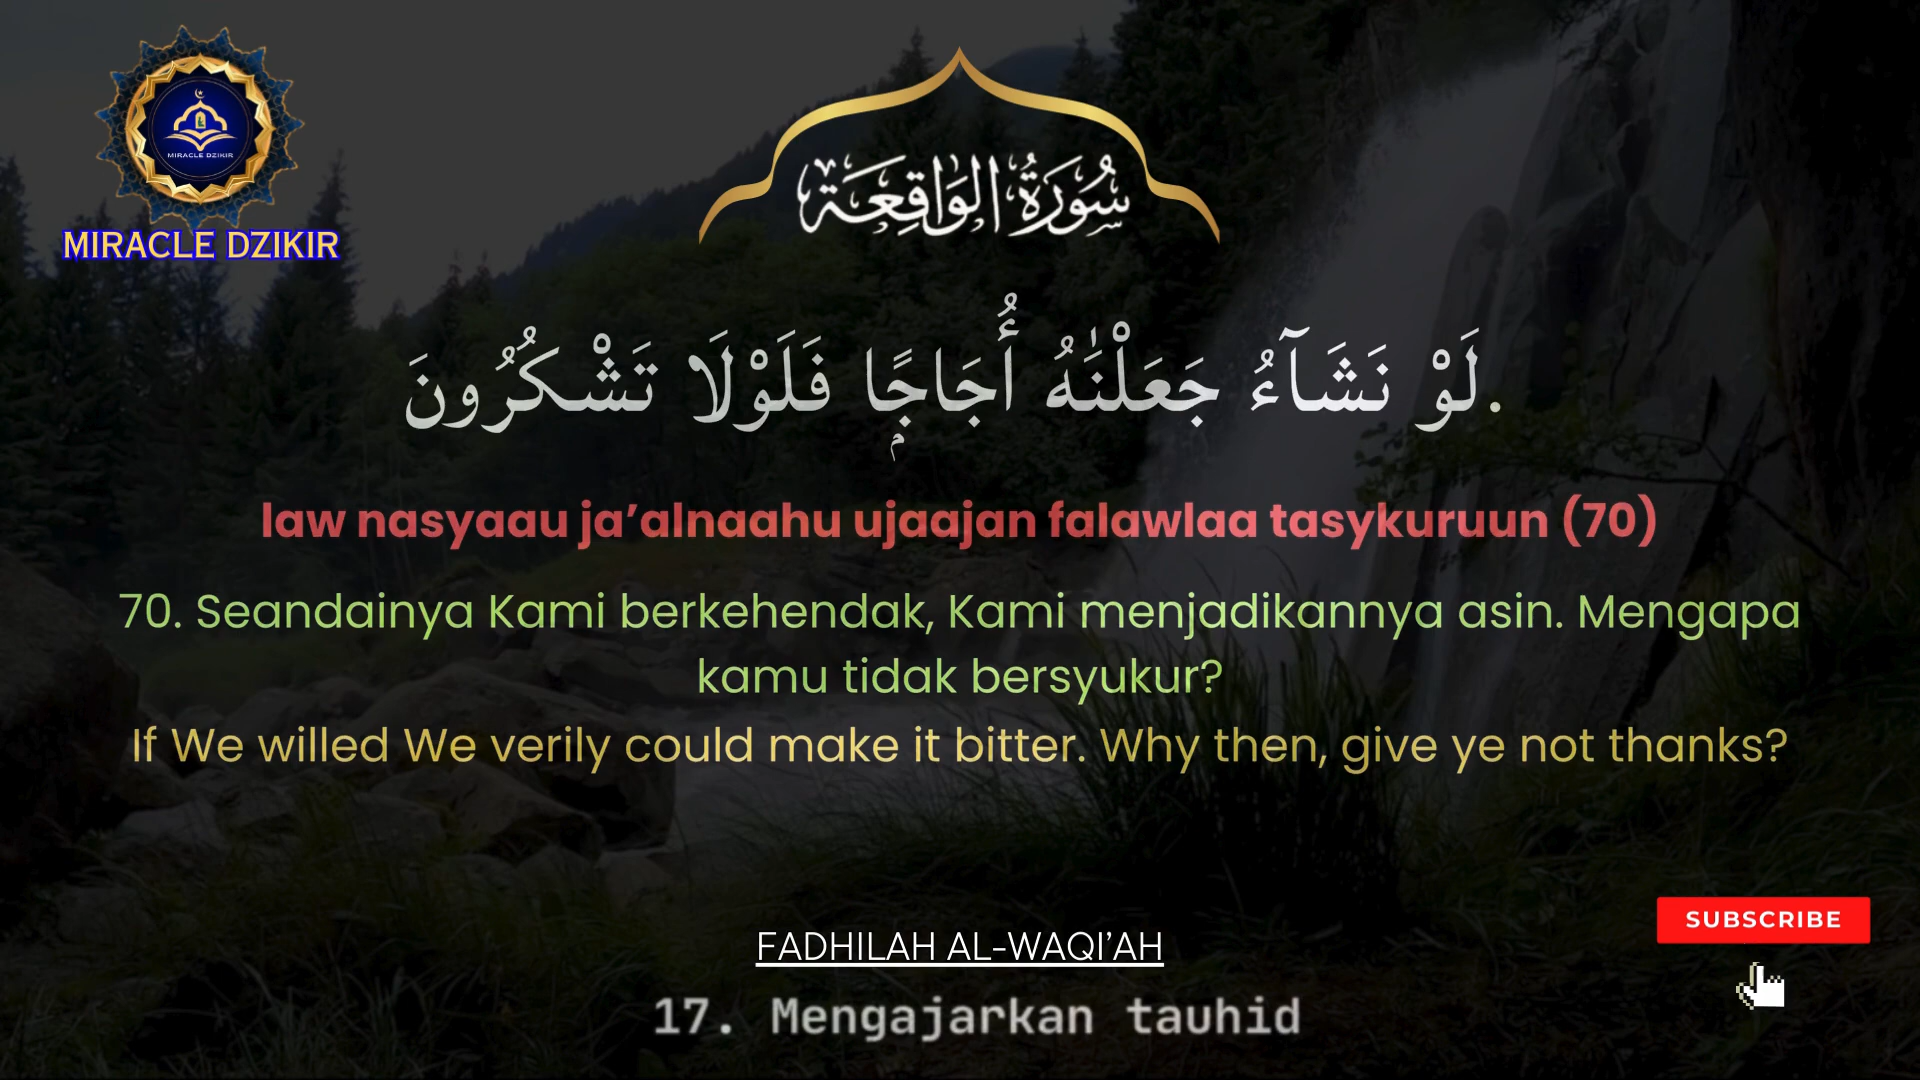 MIRACLE DZIKIR
MIRACLE DZIKIR
سُورَةُ الوَاقِعَة
لَوْ نَشَآءُ جَعَلْنٰهُ أُجَاجًۭا فَلَوْلَا تَشْكُرُونَ.
law nasyaau ja’alnaahu ujaajan falawlaa tasykuruun (70)
70. Seandainya Kami berkehendak, Kami menjadikannya asin. Mengapa
kamu tidak bersyukur?
If We willed We verily could make it bitter. Why then, give ye not thanks?
SUBSCRIBE
FADHILAH AL-WAQI’AH
17. Mengajarkan tauhid